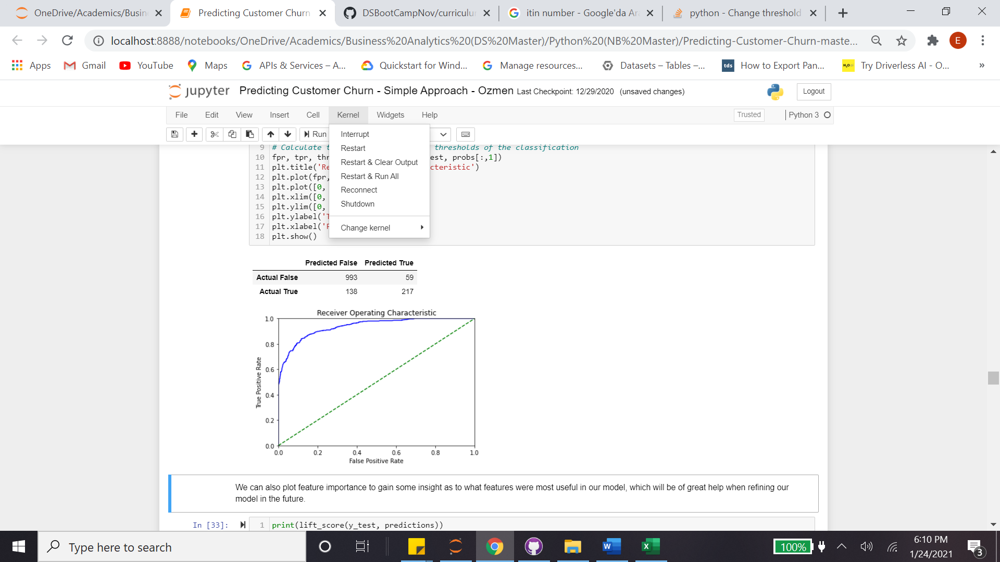 OneDrive/Academics/Busin
Predicting Customer Churn
DSBootCampNov/curriculu
itin number - Google'da Ara
python - Change threshold
localhost:8888/notebooks/OneDrive/Academics/Business%20Analytics%20(DS%20Master)/Python%20(NB%20Master)/Predicting-Customer-Churn-maste...
E
Apps
Gmail
YouTube
Maps
APIs & Services – A...
Quickstart for Wind...
Manage resources...
Datasets – Tables –...
tds
How to Export Pan...
H2O.ai
Try Driverless AI - O...
»
jupyter
Predicting Customer Churn - Simple Approach - Ozmen Last Checkpoint: 12/29/2020 (unsaved changes)
Logout
File Edit View Insert Cell Kernel Widgets Help
Trusted
Python 3
Run
Interrupt
Restart
Restart & Clear Output
Restart & Run All
Reconnect
Shutdown
Change kernel
9 # Calculate t thresholds of the classification
10 fpr, tpr, thr est, probs[:,1])
11 plt.title('Re cteristic')
12 plt.plot(fpr,
13 plt.plot([0,
14 plt.xlim([0,
15 plt.ylim([0,
16 plt.ylabel('T
17 plt.xlabel('F
18 plt.show()
Predicted False Predicted True
Actual False 993 59
Actual True 138 217
Receiver Operating Characteristic
1.0
0.8
0.6
0.4
0.2
0.0
True Positive Rate
0.0 0.2 0.4 0.6 0.8 1.0
False Positive Rate
We can also plot feature importance to gain some insight as to what features were most useful in our model, which will be of great help when refining our
model in the future.
In [33]:
1 print(lift_score(y_test, predictions))
Type here to search
W
X
100%
6:10 PM
1/24/2021
3